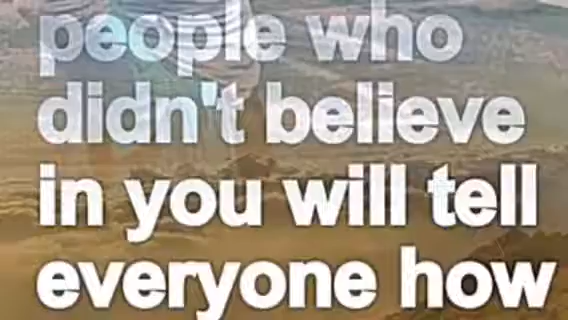 people who
didn't believe
in you will tell
everyone how